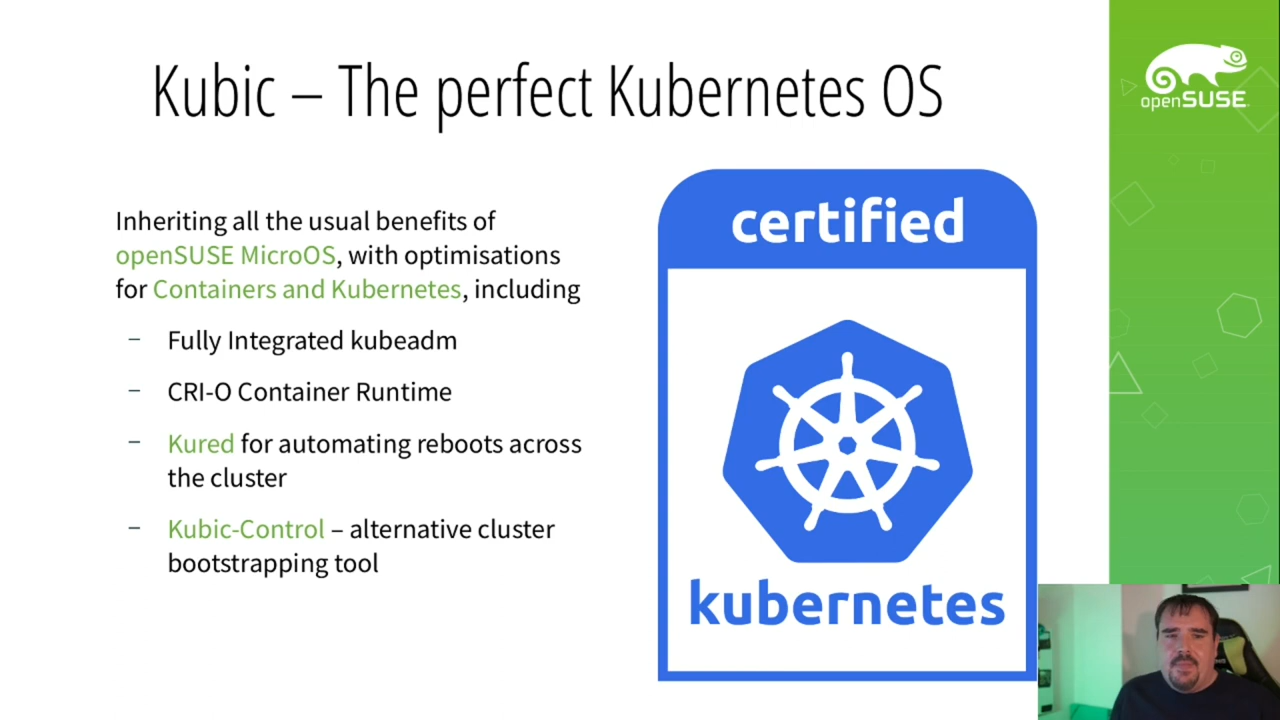 Kubic – The perfect Kubernetes OS
openSUSE
Inheriting all the usual benefits of
openSUSE MicroOS, with optimisations
for Containers and Kubernetes, including
– Fully Integrated kubeadm
– CRI-O Container Runtime
– Kured for automating reboots across
the cluster
– Kubic-Control – alternative cluster
bootstrapping tool
certified
kubernetes